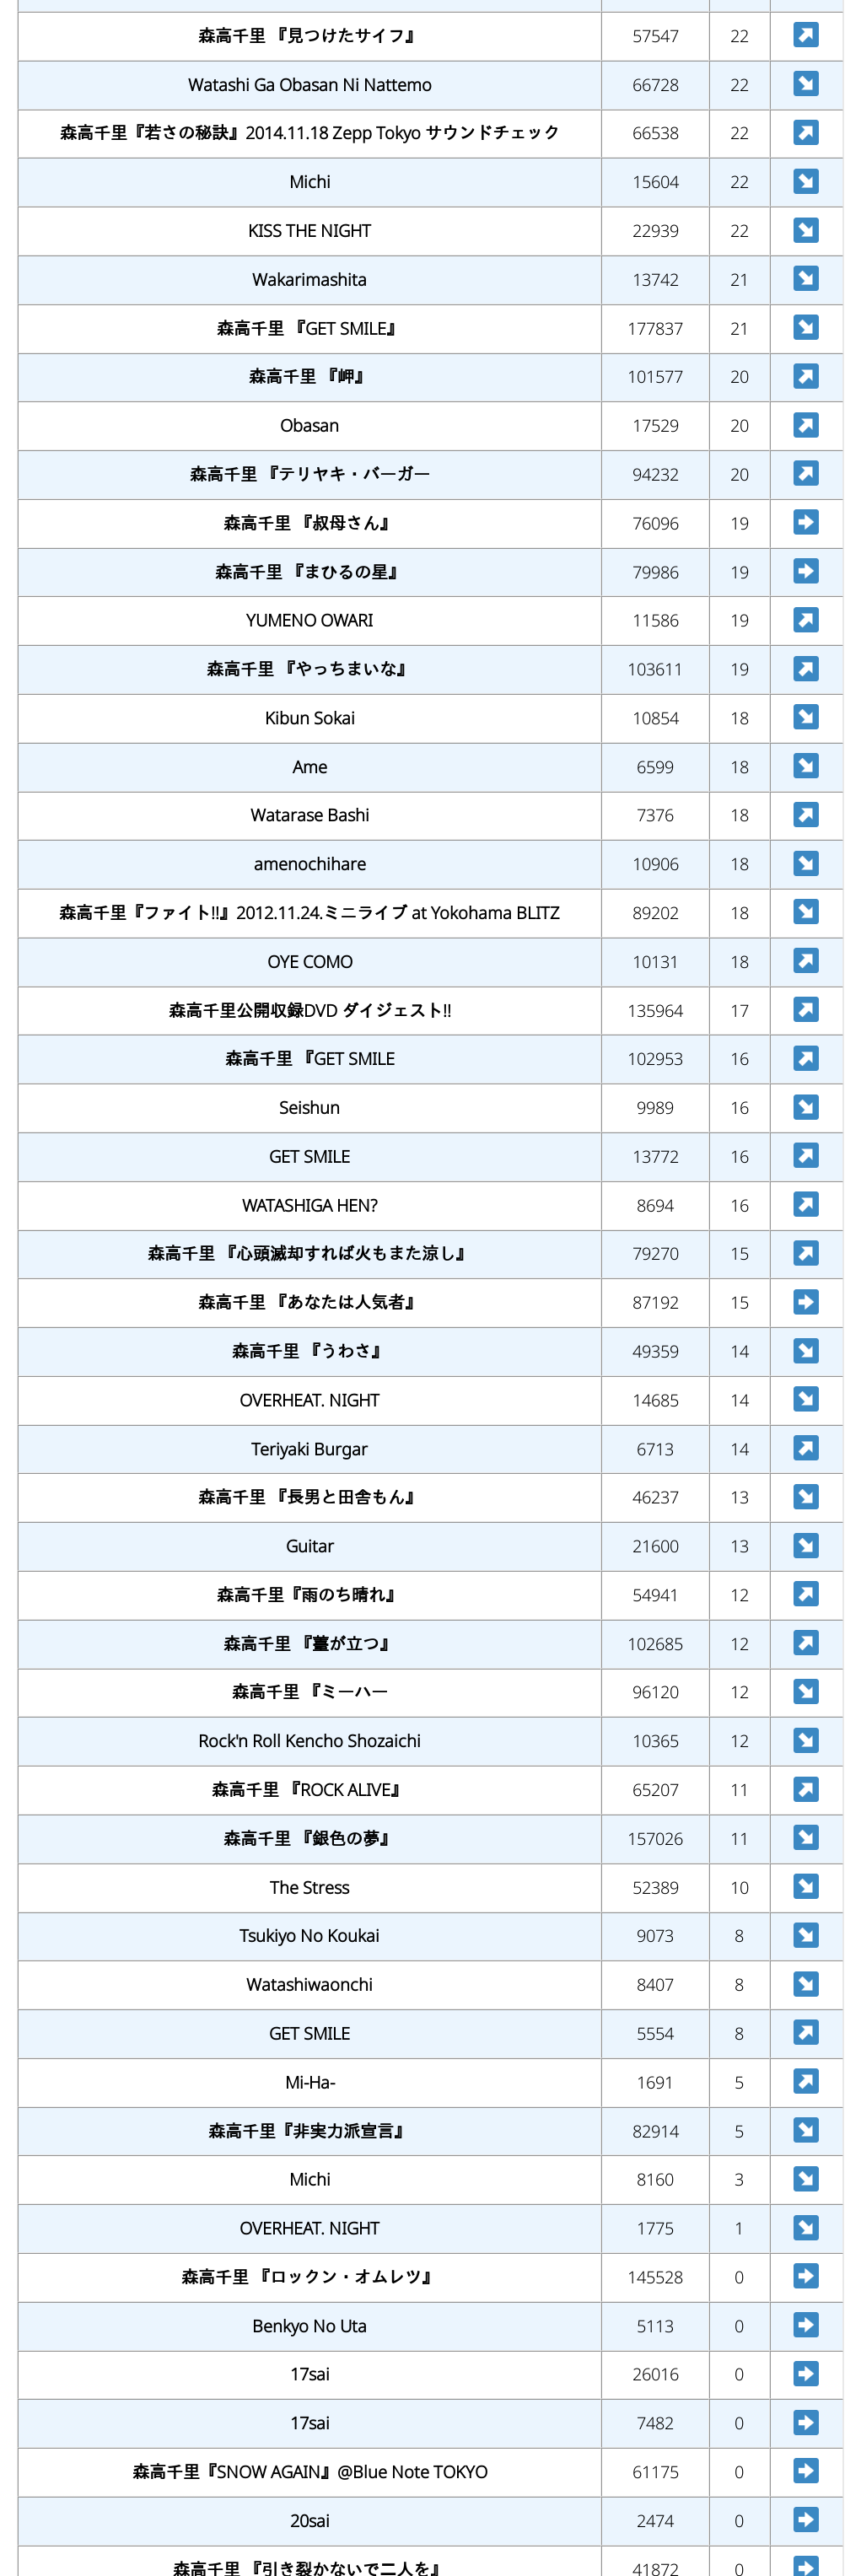 森高千里 『見つけたサイフ』 57547 22
Watashi Ga Obasan Ni Nattemo 66728 22
森高千里『若さの秘訣』2014.11.18 Zepp Tokyo サウンドチェック 66538 22
Michi 15604 22
KISS THE NIGHT 22939 22
Wakarimashita 13742 21
森高千里 『GET SMILE』 177837 21
森高千里 『岬』 101577 20
Obasan 17529 20
森高千里 『テリヤキ・バーガー 94232 20
森高千里 『叔母さん』 76096 19
森高千里 『まひるの星』 79986 19
YUMENO OWARI 11586 19
森高千里 『やっちまいな』 103611 19
Kibun Sokai 10854 18
Ame 6599 18
Watarase Bashi 7376 18
amenochihare 10906 18
森高千里『ファイト!!』2012.11.24.ミニライブ at Yokohama BLITZ 89202 18
OYE COMO 10131 18
森高千里公開収録DVD ダイジェスト!! 135964 17
森高千里 『GET SMILE 102953 16
Seishun 9989 16
GET SMILE 13772 16
WATASHIGA HEN? 8694 16
森高千里 『心頭滅却すれば火もまた涼し』 79270 15
森高千里 『あなたは人気者』 87192 15
森高千里 『うわさ』 49359 14
OVERHEAT. NIGHT 14685 14
Teriyaki Burgar 6713 14
森高千里 『長男と田舎もん』 46237 13
Guitar 21600 13
森高千里『雨のち晴れ』 54941 12
森高千里 『薹が立つ』 102685 12
森高千里 『ミーハー 96120 12
Rock'n Roll Kencho Shozaichi 10365 12
森高千里 『ROCK ALIVE』 65207 11
森高千里 『銀色の夢』 157026 11
The Stress 52389 10
Tsukiyo No Koukai 9073 8
Watashiwaonchi 8407 8
GET SMILE 5554 8
Mi-Ha- 1691 5
森高千里『非実力派宣言』 82914 5
Michi 8160 3
OVERHEAT. NIGHT 1775 1
森高千里 『ロックン・オムレツ』 145528 0
Benkyo No Uta 5113 0
17sai 26016 0
17sai 7482 0
森高千里『SNOW AGAIN』@Blue Note TOKYO 61175 0
20sai 2474 0
森高千里 『引き裂かないで二人を』 41872 0